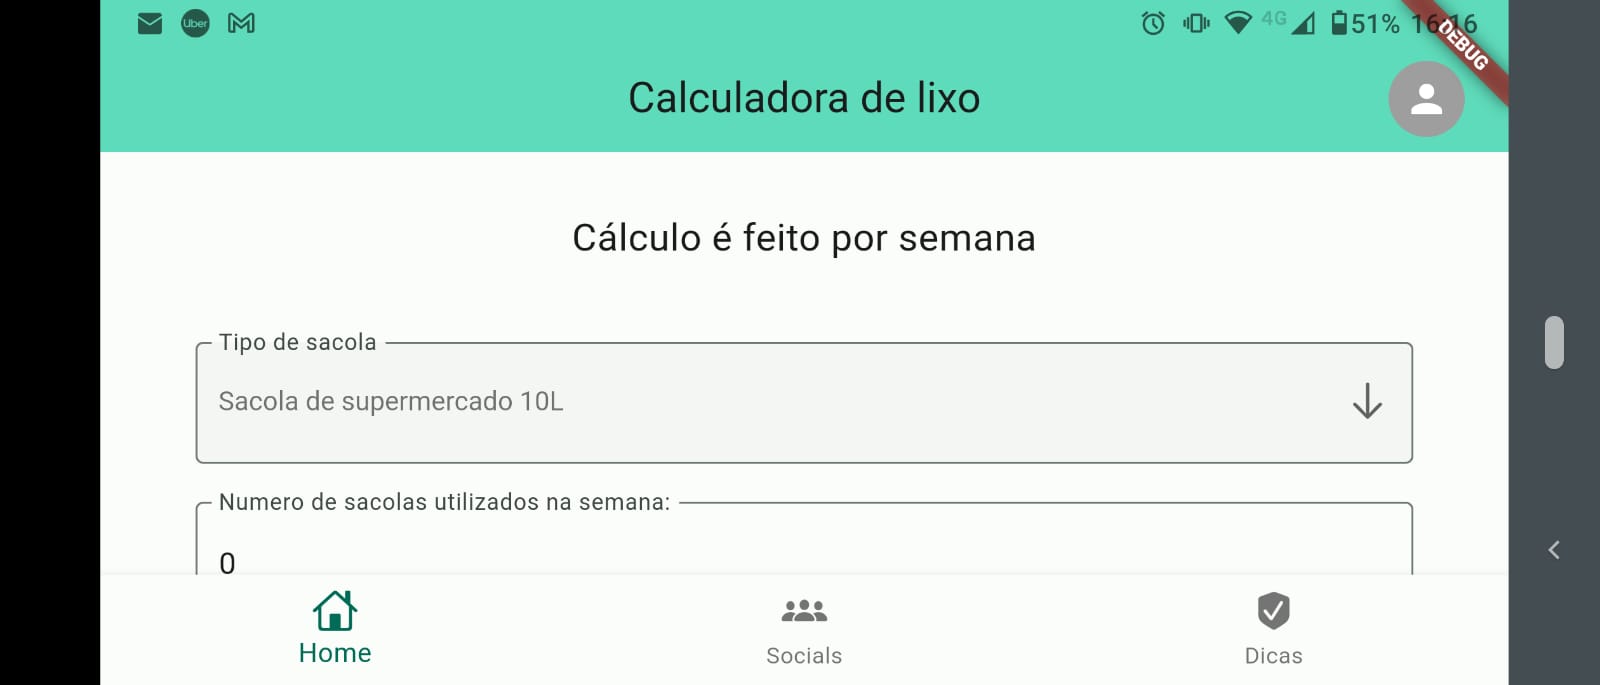 Uber
4G
51% 16:16
DEBUG
Calculadora de lixo
Cálculo é feito por semana
Tipo de sacola
Sacola de supermercado 10L
Numero de sacolas utilizados na semana:
0
Home
Socials
Dicas